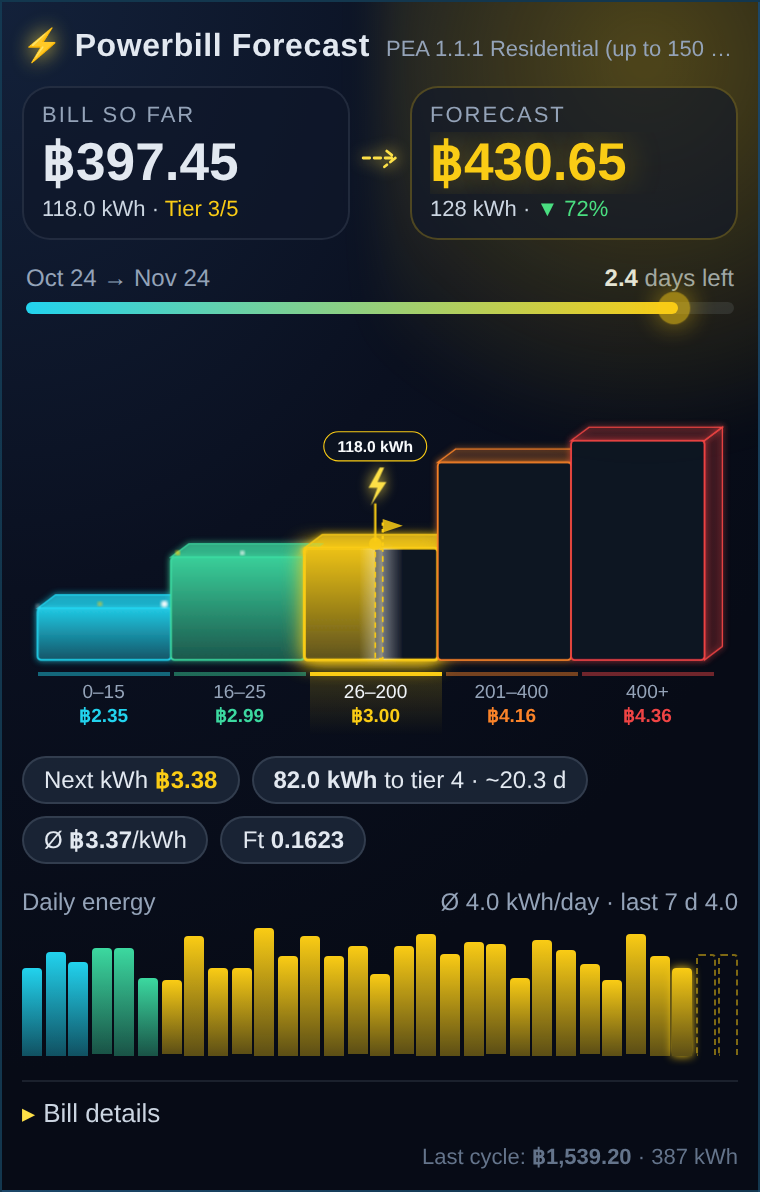 ⚡ Powerbill Forecast PEA 1.1.1 Residential (up to 150 …
BILL SO FAR
฿397.45
118.0 kWh · Tier 3/5
FORECAST
฿430.65
128 kWh · ▼ 72%
Oct 24 → Nov 24 2.4 days left
118.0 kWh
0–15 16–25 26–200 201–400 400+
฿2.35 ฿2.99 ฿3.00 ฿4.16 ฿4.36
Next kWh ฿3.38 82.0 kWh to tier 4 · ~20.3 d
Ø ฿3.37/kWh Ft 0.1623
Daily energy Ø 4.0 kWh/day · last 7 d 4.0
▸ Bill details
Last cycle: ฿1,539.20 · 387 kWh